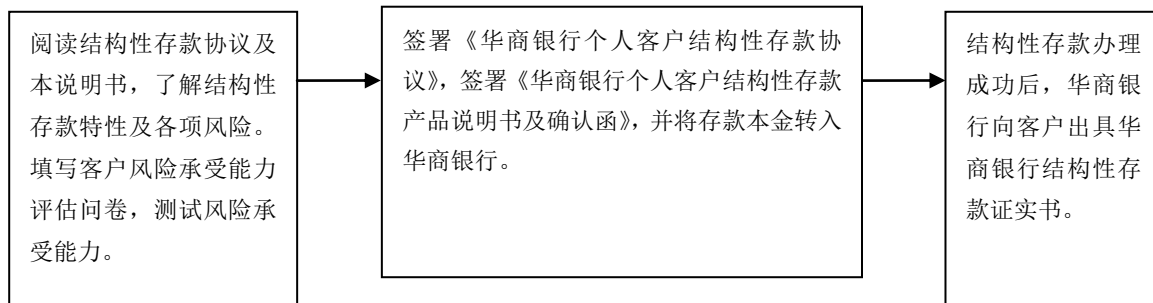 阅读结构性存款协议及
本说明书，了解结构性
存款特性及各项风险。
填写客户风险承受能力
评估问卷，测试风险承
受能力。
签署《华商银行个人客户结构性存款协
议》，签署《华商银行个人客户结构性存款
产品说明书及确认函》，并将存款本金转入
华商银行。
结构性存款办理
成功后，华商银
行向客户出具华
商银行结构性存
款证实书。